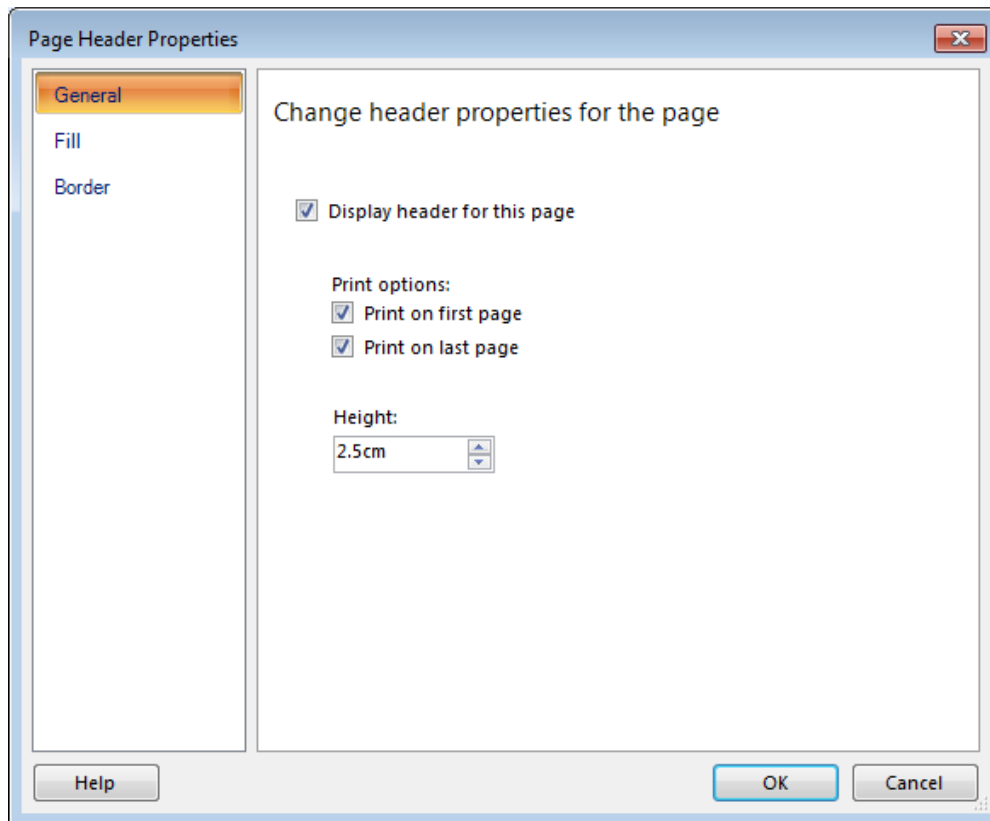 Page Header Properties
General
Fill
Border
Change header properties for the page
Display header for this page
Print options:
Print on first page
Print on last page
Height:
2.5cm
Help
OK
Cancel